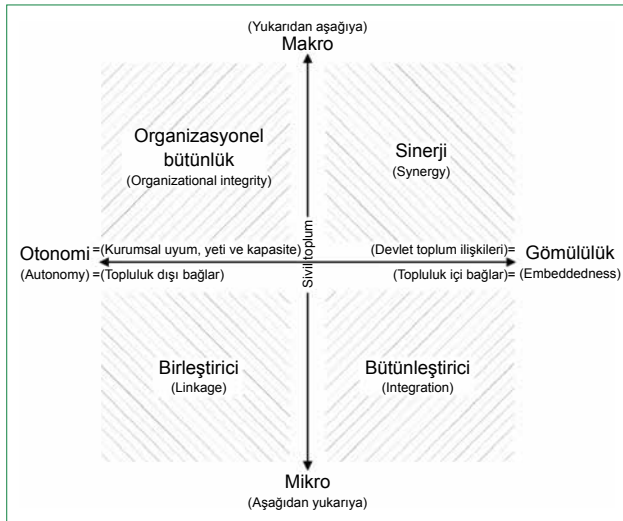 (Yukarıdan aşağıya)
Makro
Organizasyonel
bütünlük
(Organizational integrity)
Sinerji
(Synergy)
Otonomi
(Autonomy)
=(Kurumsal uyum, yeti ve kapasite)
=(Topluluk dışı bağlar)
Sivil toplum
(Devlet toplum ilişkileri)=
(Topluluk içi bağlar)=
Gömülülük
(Embeddedness)
Birleştirici
(Linkage)
Bütünleştirici
(Integration)
Mikro
(Aşağıdan yukarıya)